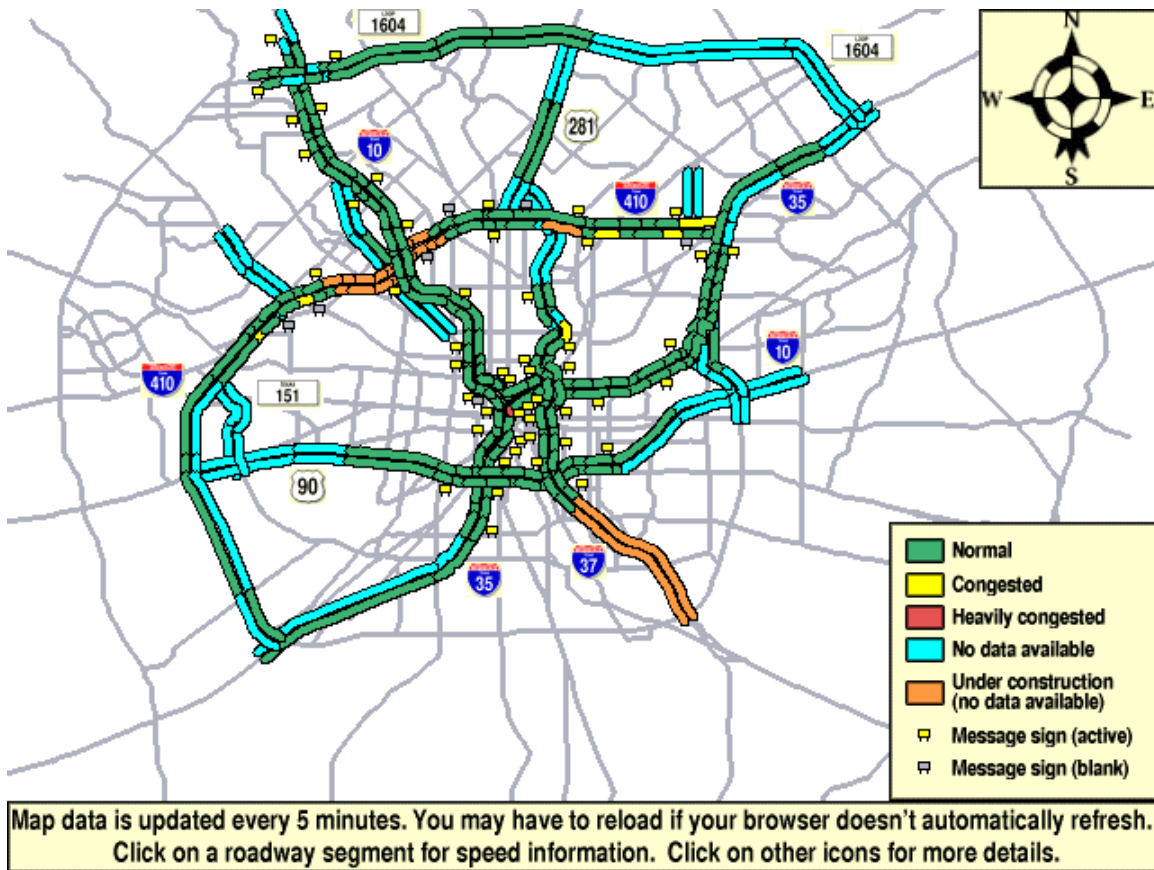 LOOP
1604
LOOP
1604
N
W
E
S
281
10
410
35
10
410
TEXAS
151
90
35
37
Normal
Congested
Heavily congested
No data available
Under construction
(no data available)
Message sign (active)
Message sign (blank)
Map data is updated every 5 minutes. You may have to reload if your browser doesn't automatically refresh.
Click on a roadway segment for speed information. Click on other icons for more details.